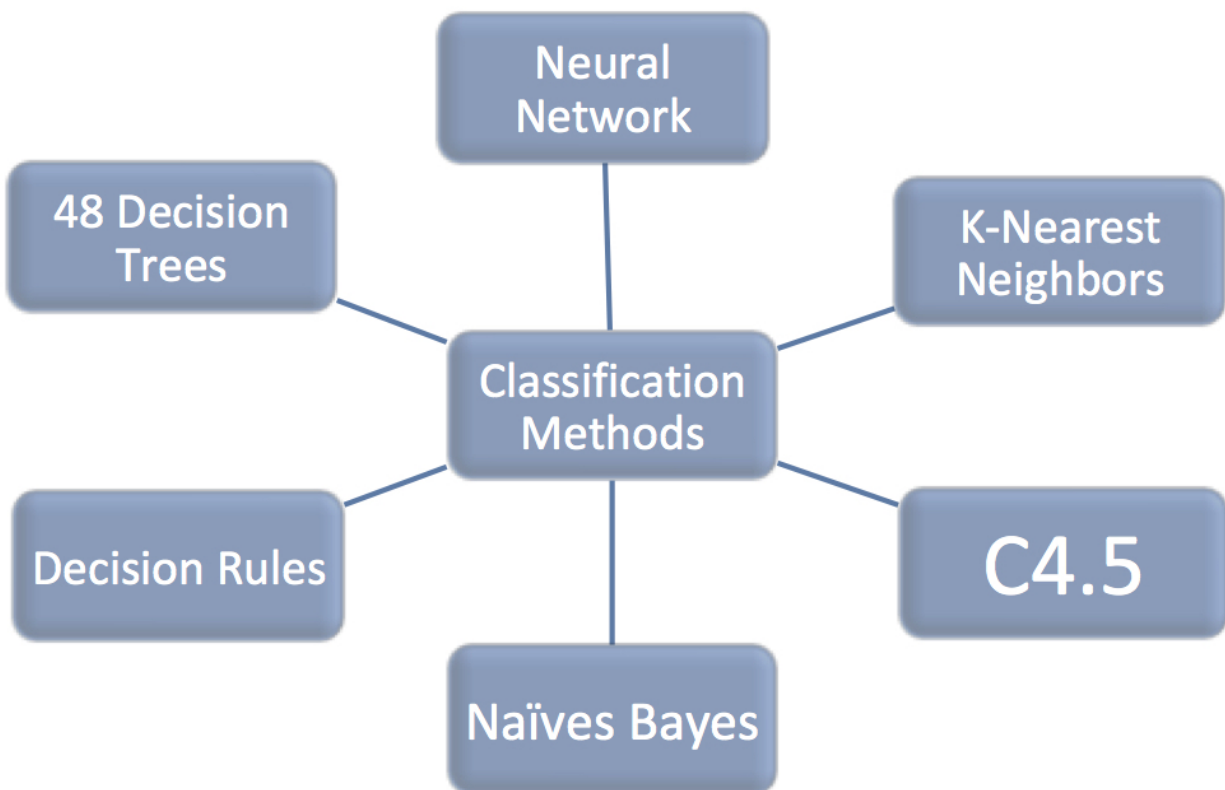 Neural
Network
48 Decision
Trees
K-Nearest
Neighbors
Classification
Methods
Decision Rules
C4.5
Naïves Bayes